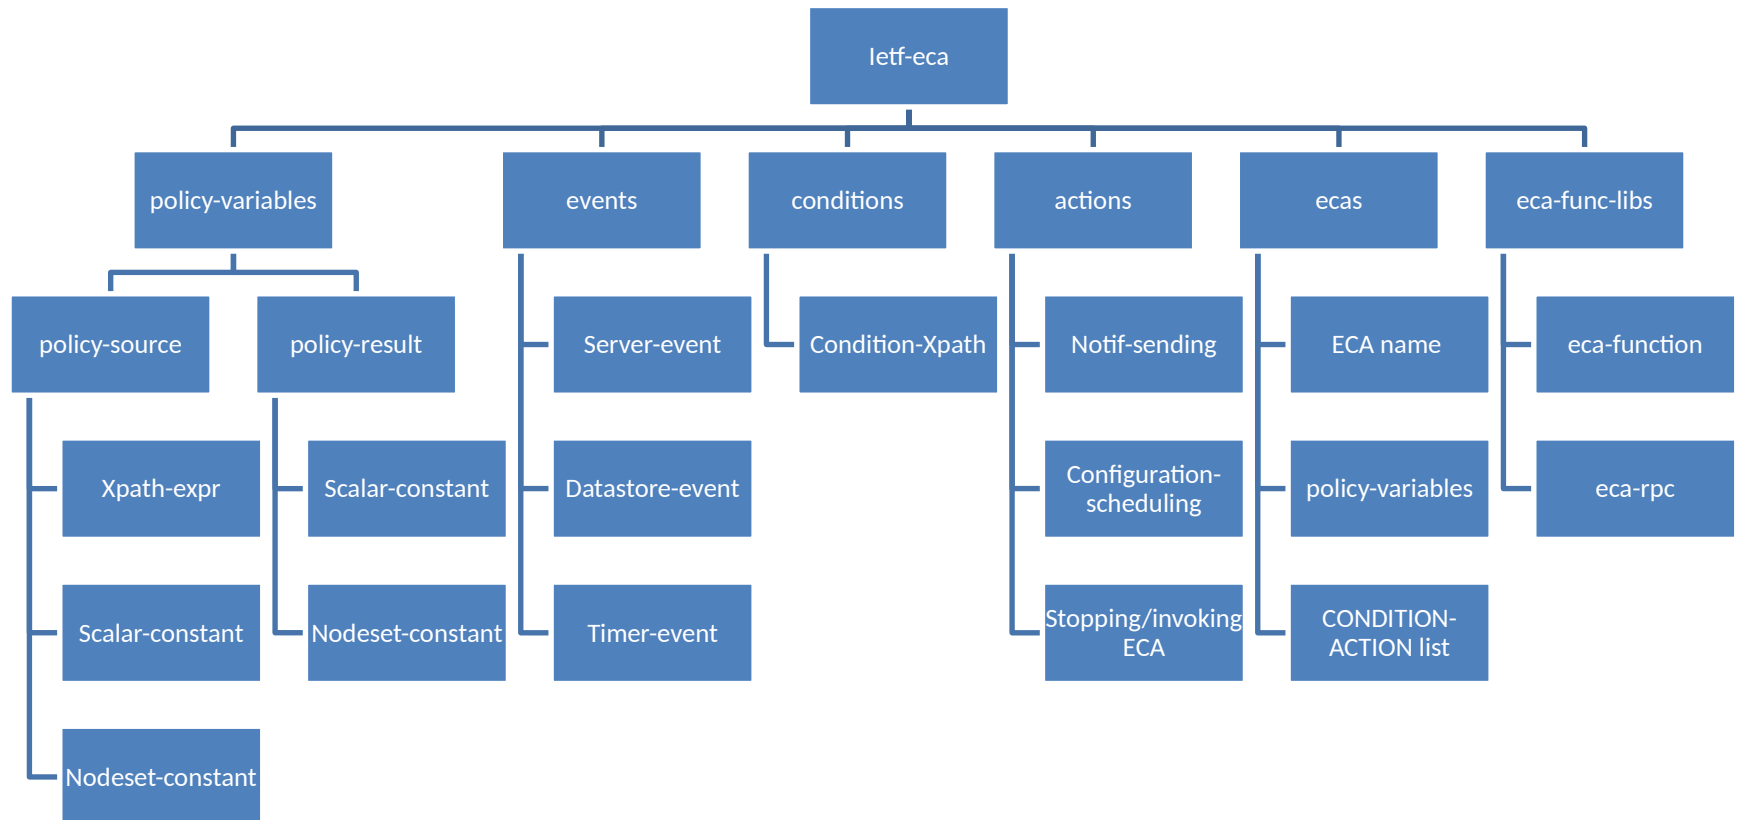 Ietf-eca
policy-variables
events
conditions
actions
ecas
eca-func-libs
policy-source
policy-result
Server-event
Condition-Xpath
Notif-sending
ECA name
eca-function
Xpath-expr
Scalar-constant
Datastore-event
Configuration-
scheduling
policy-variables
eca-rpc
Scalar-constant
Nodeset-constant
Timer-event
Stopping/invoking
ECA
CONDITION-
ACTION list
Nodeset-constant